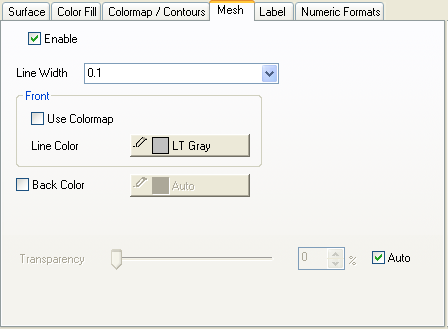 Surface Color Fill Colormap / Contours Mesh Label Numeric Formats
Enable
Line Width 0.1
Front
Use Colormap
Line Color LT Gray
Back Color Auto
Transparency 0 % Auto